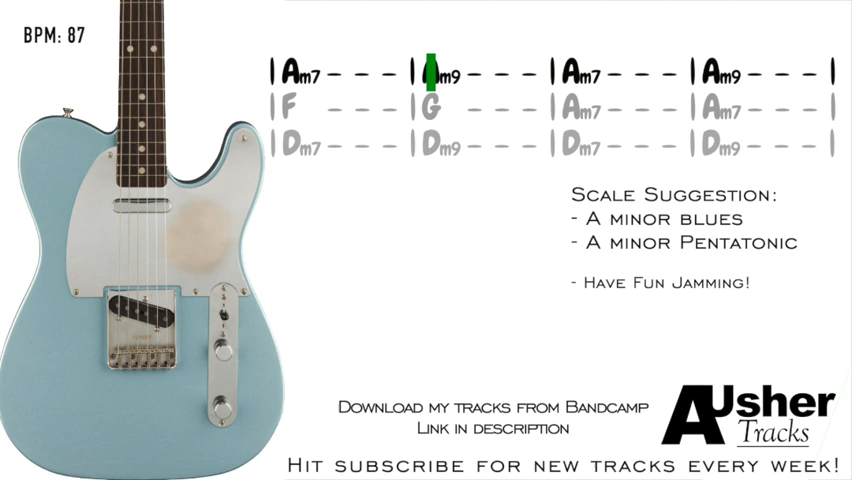 BPM: 87
| Am7 - - - | Am9 - - - | Am7 - - - | Am9 - - - |
| F - - - | G - - - | Am7 - - - | Am7 - - - |
| Dm7 - - - | Dm9 - - - | Dm7 - - - | Dm9 - - - |
Scale Suggestion:
- A minor blues
- A minor Pentatonic
- Have Fun Jamming!
Download my tracks from Bandcamp
Link in description
AUsher
Tracks
Hit subscribe for new tracks every week!